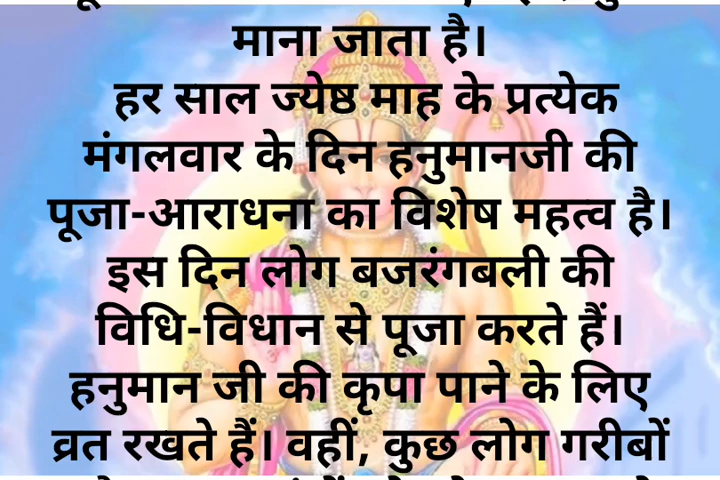 माना जाता है।
हर साल ज्येष्ठ माह के प्रत्येक
मंगलवार के दिन हनुमानजी की
पूजा-आराधना का विशेष महत्व है।
इस दिन लोग बजरंगबली की
विधि-विधान से पूजा करते हैं।
हनुमान जी की कृपा पाने के लिए
व्रत रखते हैं। वहीं, कुछ लोग गरीबों